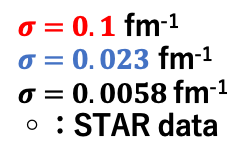 σ = 0.1 fm⁻¹
σ = 0.023 fm⁻¹
σ = 0.0058 fm⁻¹
○ : STAR data